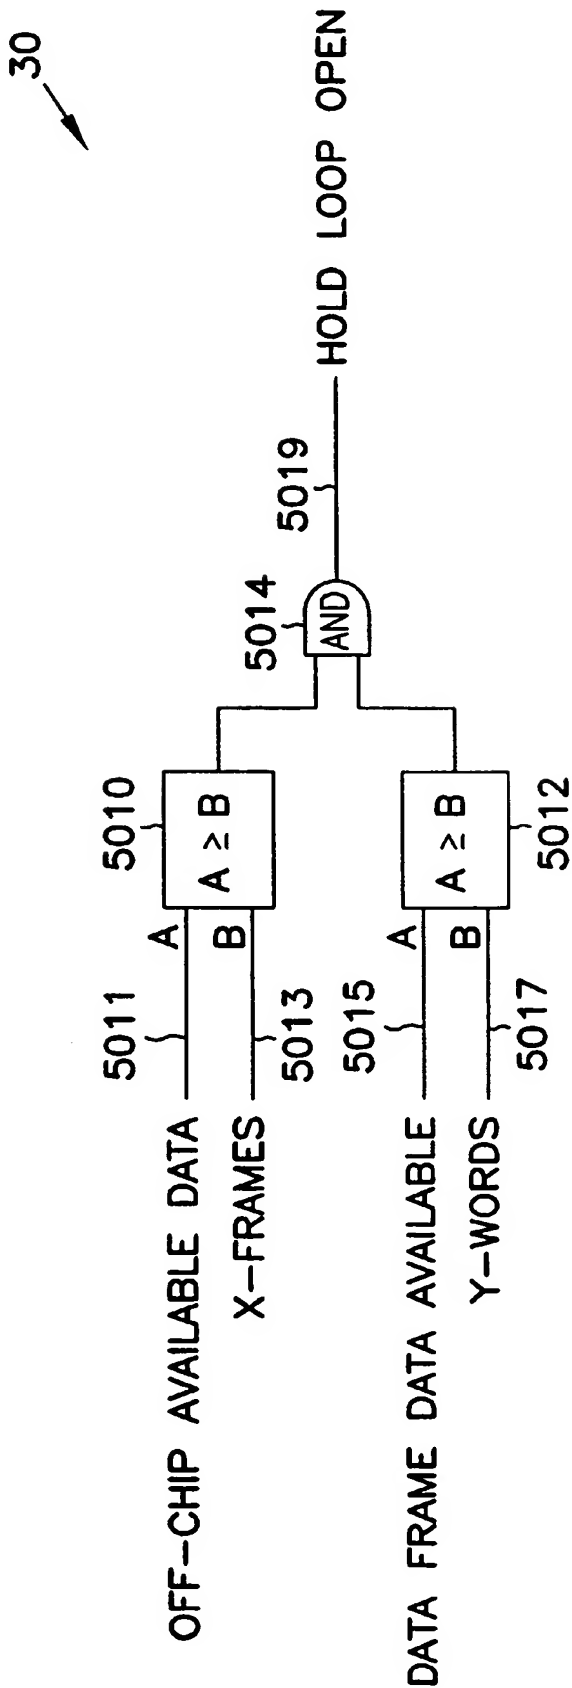 30
OFF-CHIP AVAILABLE DATA
5011
A
5010
X-FRAMES
5013
B
A ≥ B
DATA FRAME DATA AVAILABLE
5015
A
Y-WORDS
5017
B
A ≥ B
5012
5014
AND
5019
HOLD LOOP OPEN